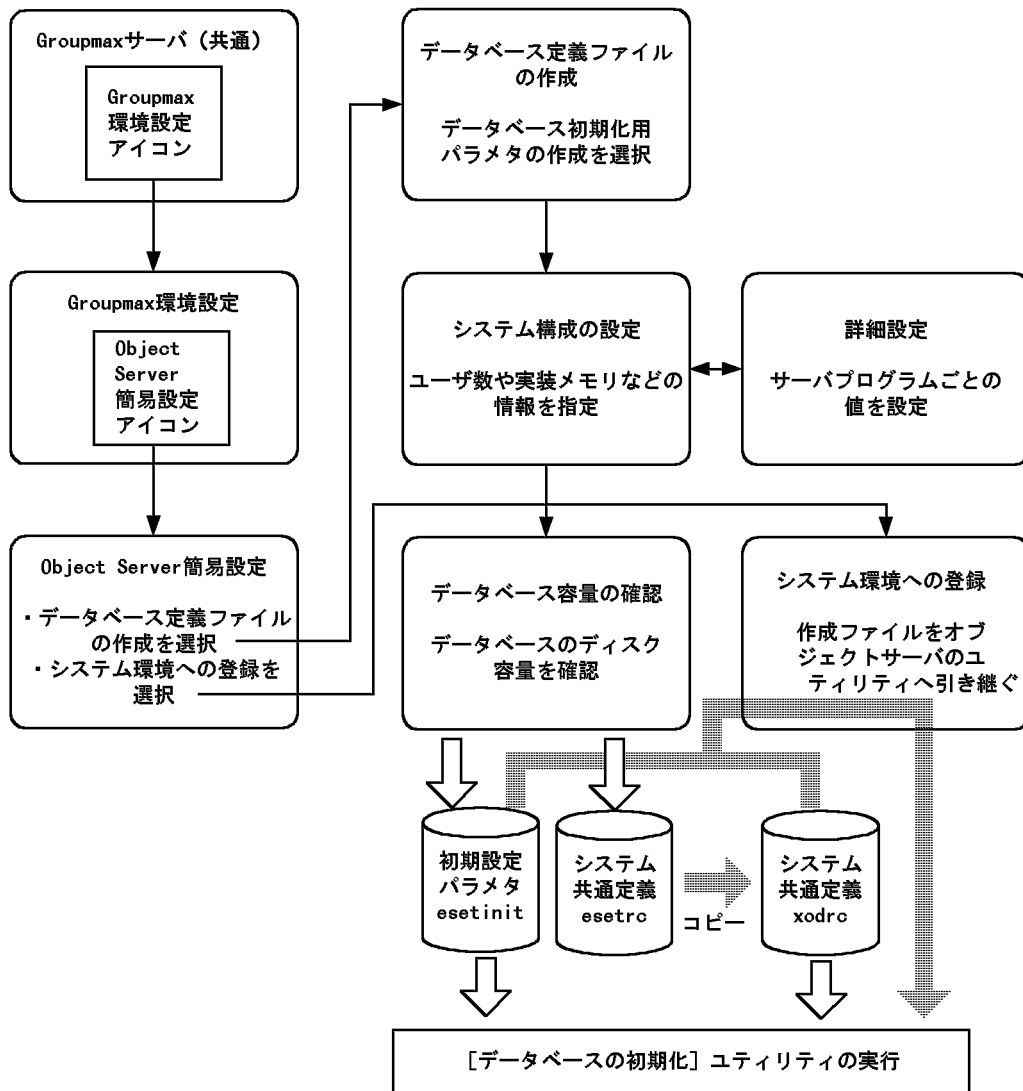 Groupmaxサーバ（共通）
Groupmax
環境設定
アイコン
Groupmax環境設定
Object
Server
簡易設定
アイコン
Object Server簡易設定
・データベース定義ファイル
の作成を選択
・システム環境への登録を
選択
データベース定義ファイル
の作成
データベース初期化用
パラメタの作成を選択
システム構成の設定
ユーザ数や実装メモリなどの
情報を指定
詳細設定
サーバプログラムごとの
値を設定
データベース容量の確認
データベースのディスク
容量を確認
システム環境への登録
作成ファイルをオブ
ジェクトサーバのユ
ティリティへ引き継ぐ
初期設定
パラメタ
esetinit
システム
共通定義
esetrc
コピー
システム
共通定義
xodrc
［データベースの初期化］ユティリティの実行